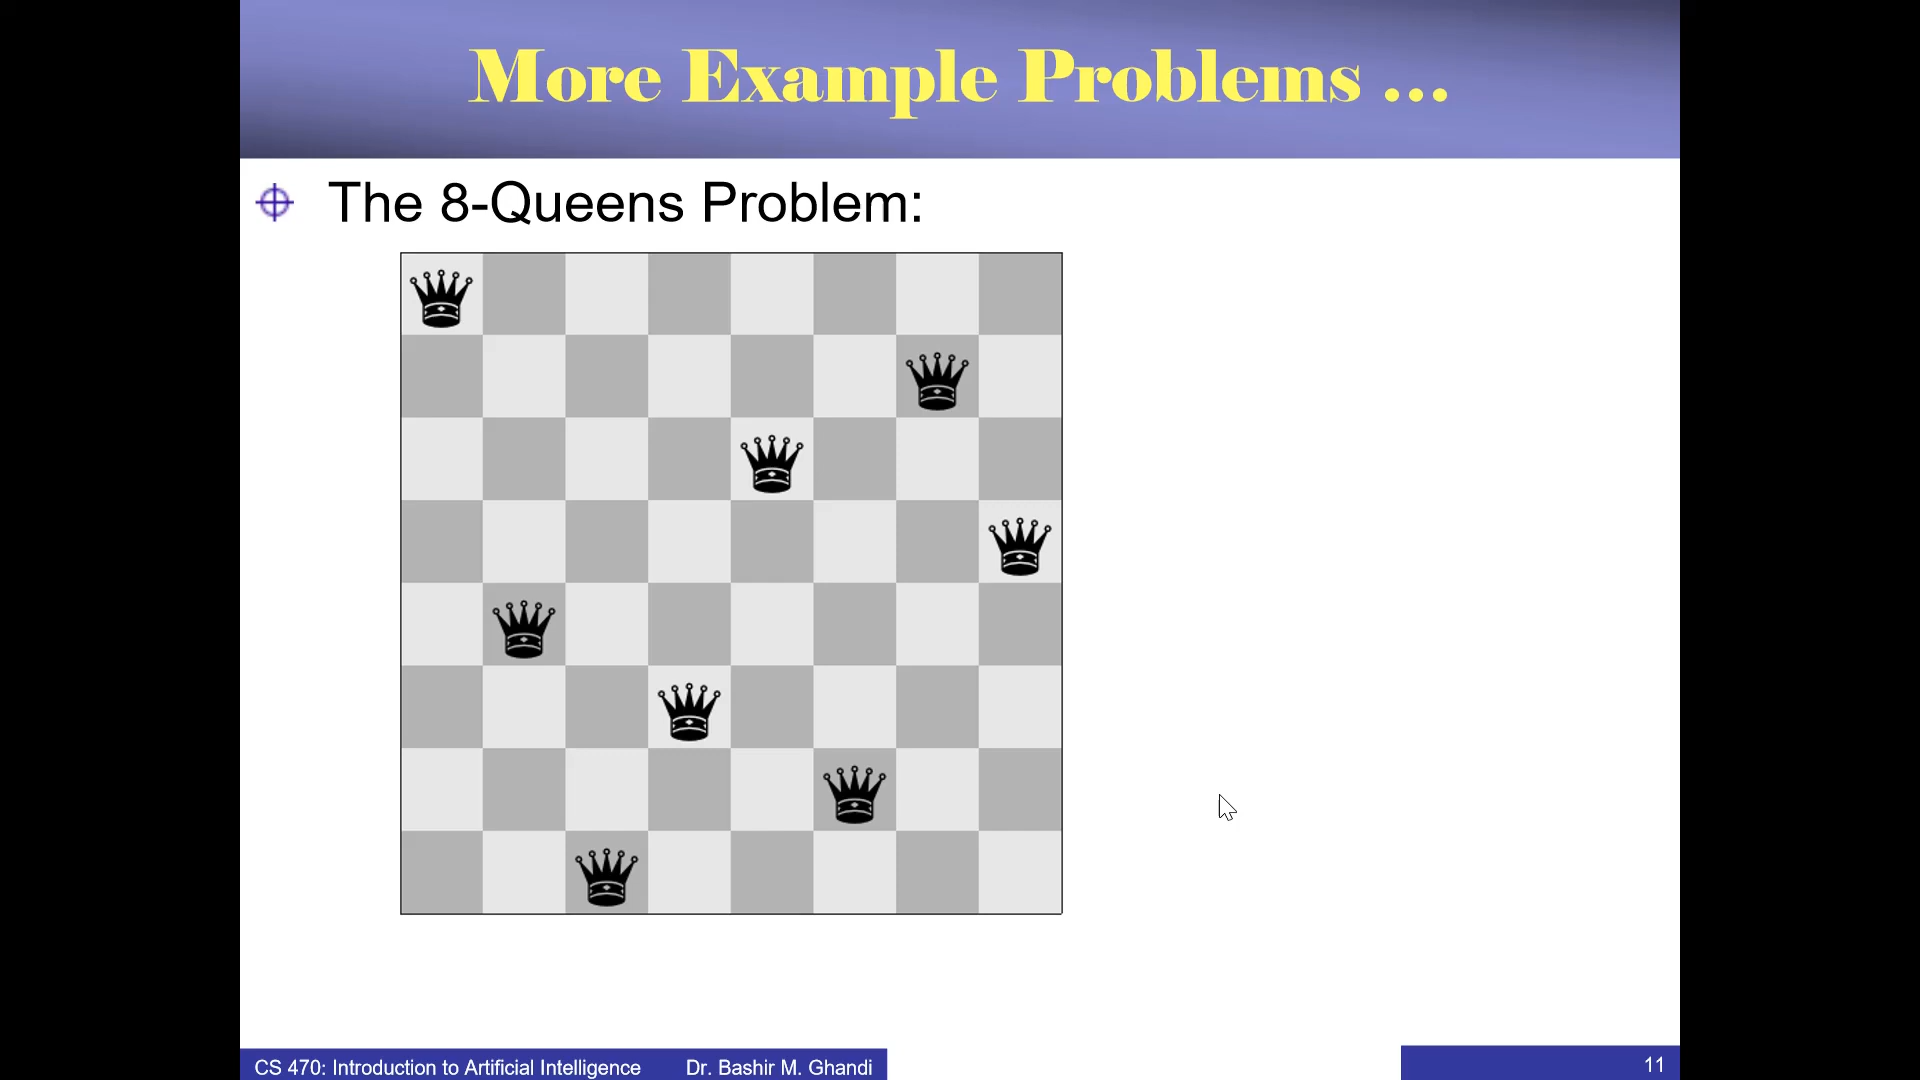 More Example Problems ...
The 8-Queens Problem:
CS 470: Introduction to Artificial Intelligence Dr. Bashir M. Ghandi
11